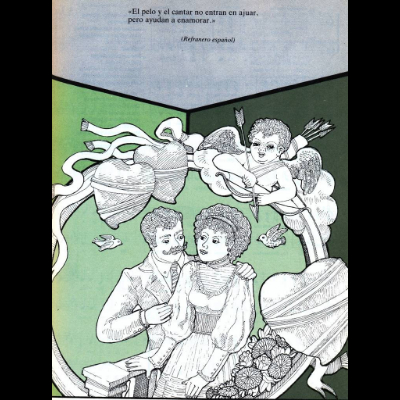 «El pelo y el cantar no entran en ajuar,
pero ayudan a enamorar.»
(Refranero español)